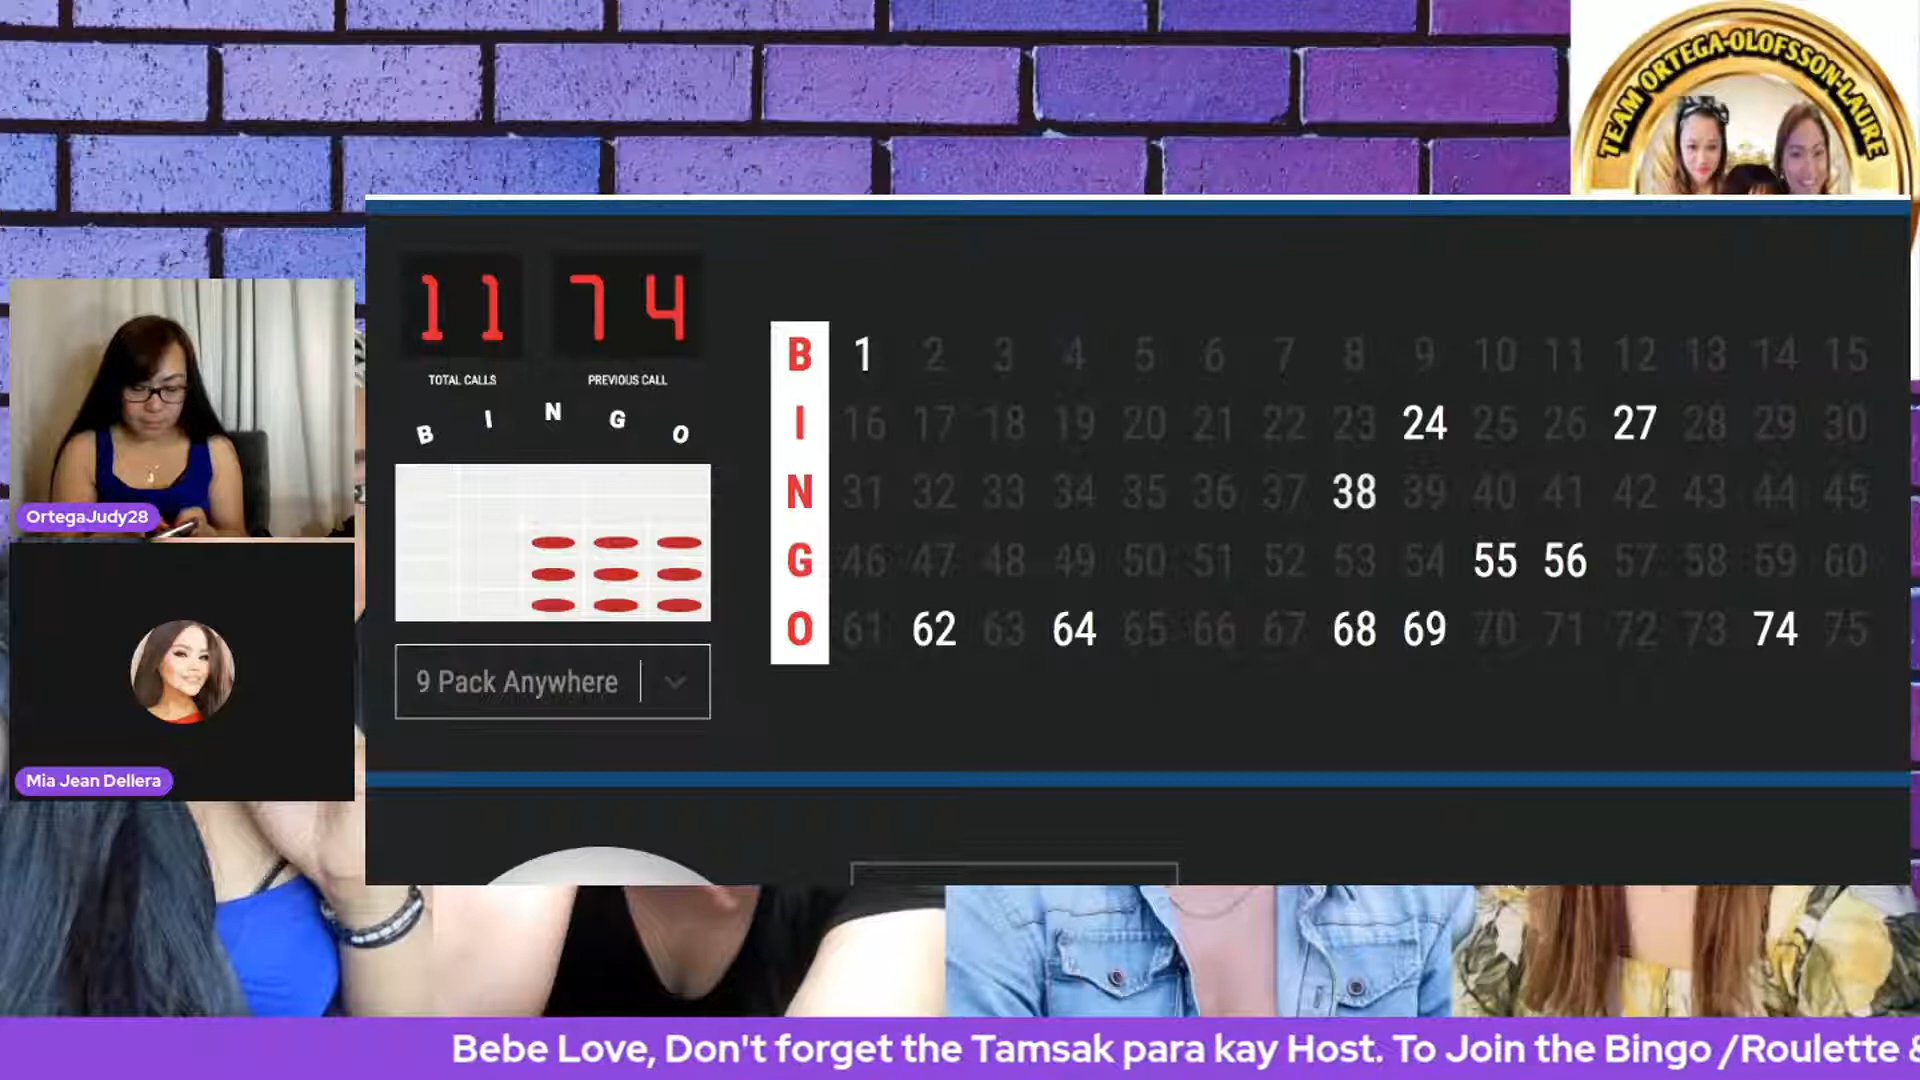 TEAM ORTEGA-OLOFSSON-LAURE
11 74
TOTAL CALLS PREVIOUS CALL
B I N G O
9 Pack Anywhere
B 1 2 3 4 5 6 7 8 9 10 11 12 13 14 15
I 16 17 18 19 20 21 22 23 24 25 26 27 28 29 30
N 31 32 33 34 35 36 37 38 39 40 41 42 43 44 45
G 46 47 48 49 50 51 52 53 54 55 56 57 58 59 60
O 61 62 63 64 65 66 67 68 69 70 71 72 73 74 75
OrtegaJudy28
Mia Jean Dellera
Bebe Love, Don't forget the Tamsak para kay Host. To Join the Bingo /Roulette &